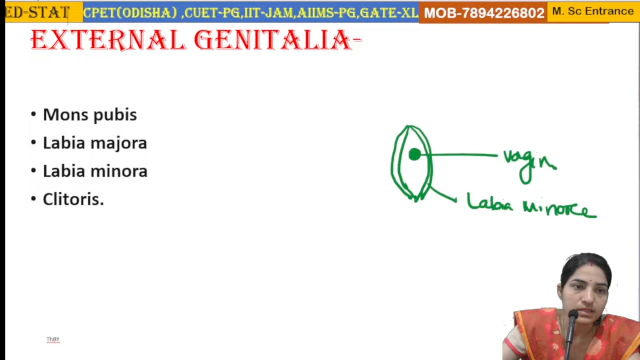 ED-STAT CPET(ODISHA) ,CUET-PG,IIT-JAM,AIIMS-PG,GATE-XL MOB-7894226802 M. Sc Entrance
EXTERNAL GENITALIA-
• Mons pubis
• Labia majora
• Labia minora
• Clitoris.
vagin
Labia minorce